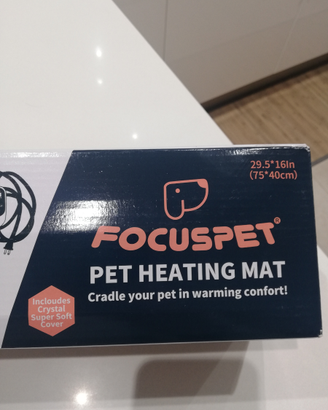 29.5*16In
(75*40cm)
FOCUSPET®
PET HEATING MAT
Cradle your pet in warming confort!
Includes
Crystal
Super Soft
Cover